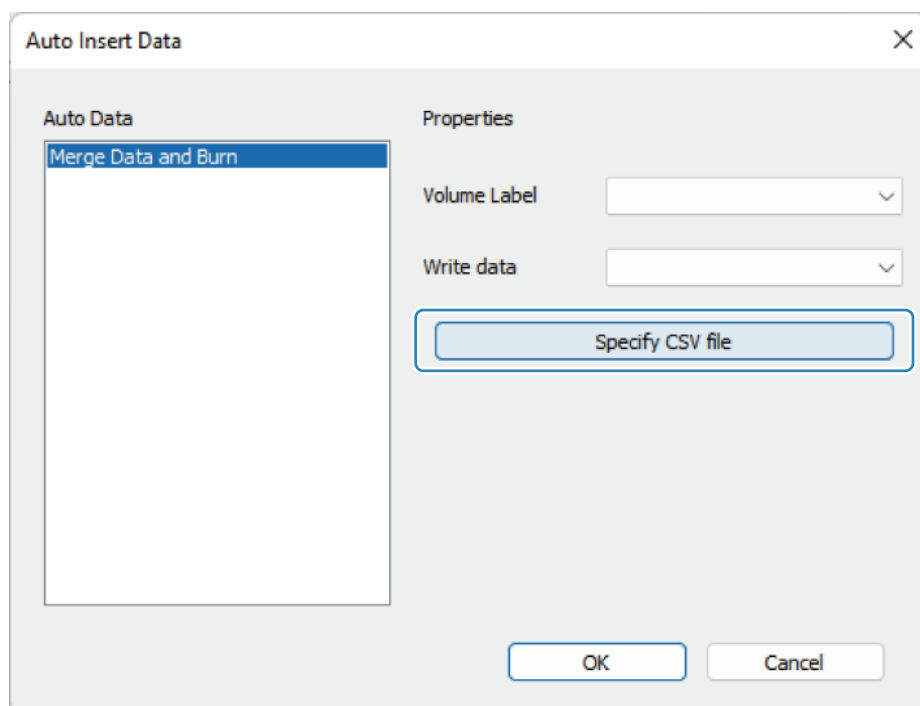 Auto Insert Data
Auto Data
Merge Data and Burn
Properties
Volume Label
Write data
Specify CSV file
OK
Cancel